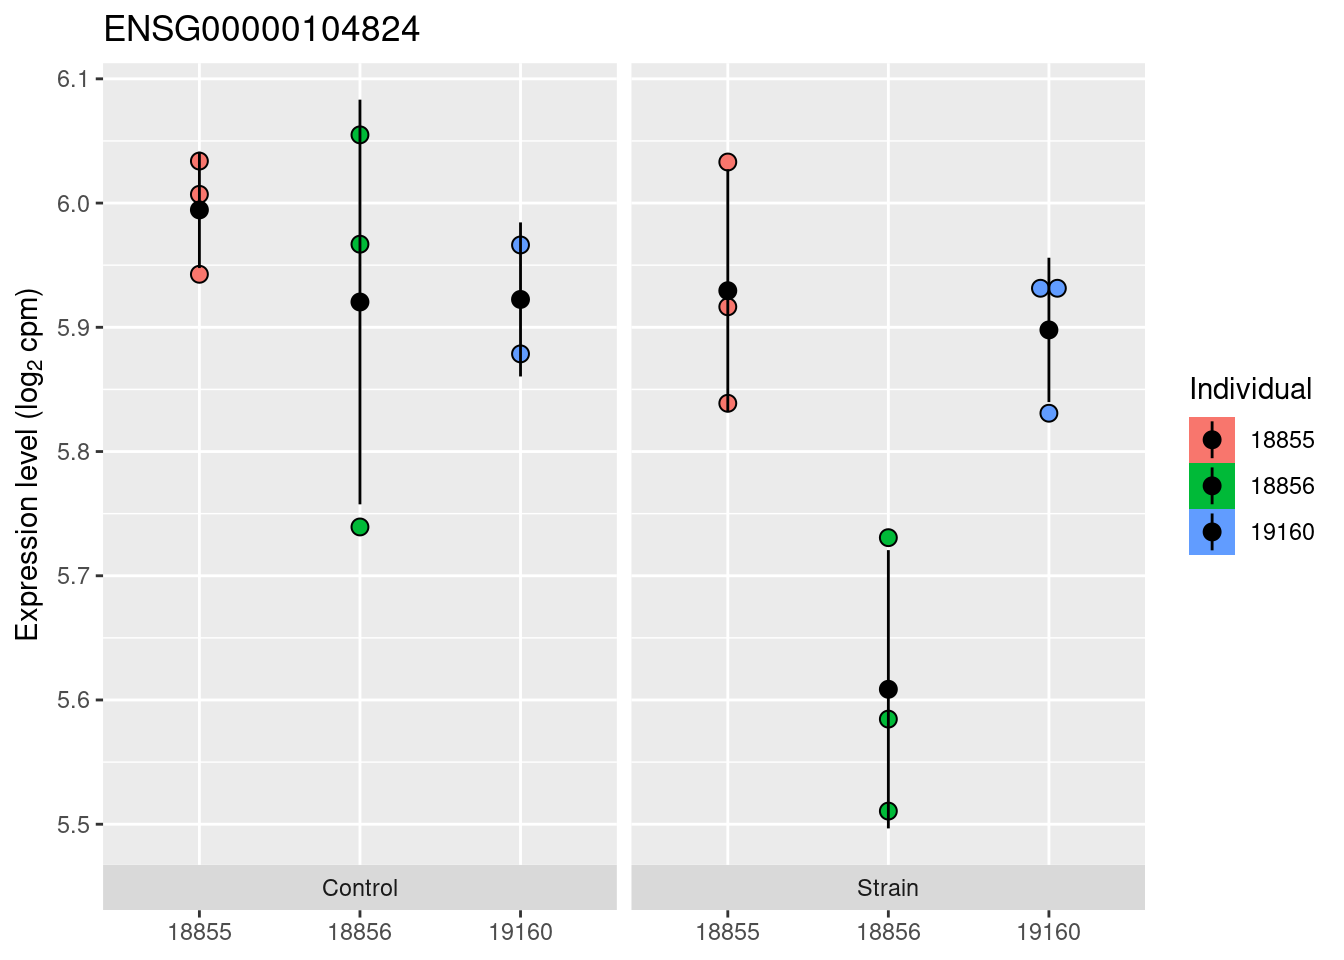 ENSG00000104824
Expression level (log2 cpm)
6.1
6.0
5.9
5.8
5.7
5.6
5.5
Control
Strain
18855 18856 19160
18855 18856 19160
Individual
18855
18856
19160